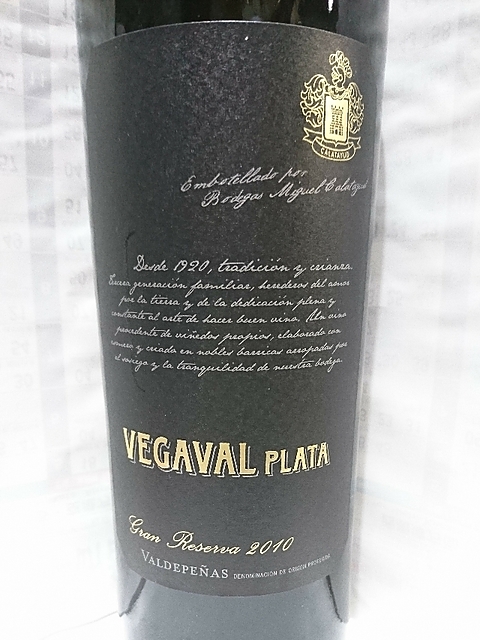 CALATAYUD
Embotellado por
Bodegas Miguel Calatayud
Desde 1920, tradición y crianza.
Tercera generación familiar, herederos del amor
por la tierra y de la dedicación plena y
constante al arte de hacer buen vino. Un vino
procedente de viñedos propios, elaborado con
esmero y criado en nobles barricas arropadas por
el sosiego y la tranquilidad de nuestra bodega.
VEGAVAL PLATA
Gran Reserva 2010
VALDEPEÑAS DENOMINACIÓN DE ORIGEN PROTEGIDA